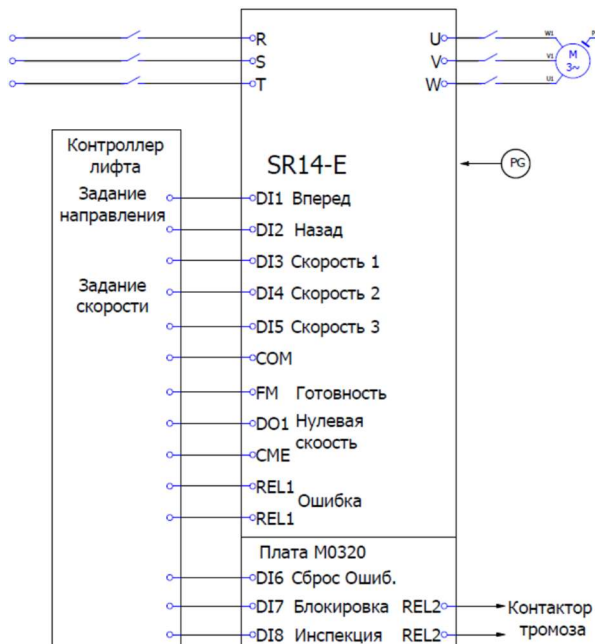 R
U
W1
S
V
V1
T
W
U1
M
3~
Контроллер
лифта
SR14-E
PG
Задание
направления
DI1 Вперед
DI2 Назад
DI3 Скорость 1
Задание
скорости
DI4 Скорость 2
DI5 Скорость 3
COM
FM Готовность
DO1 Нулевая
скоость
CME
REL1
Ошибка
REL1
Плата M0320
DI6 Сброс Ошиб.
DI7 Блокировка REL2
Контактор
тромоза
DI8 Инспекция REL2